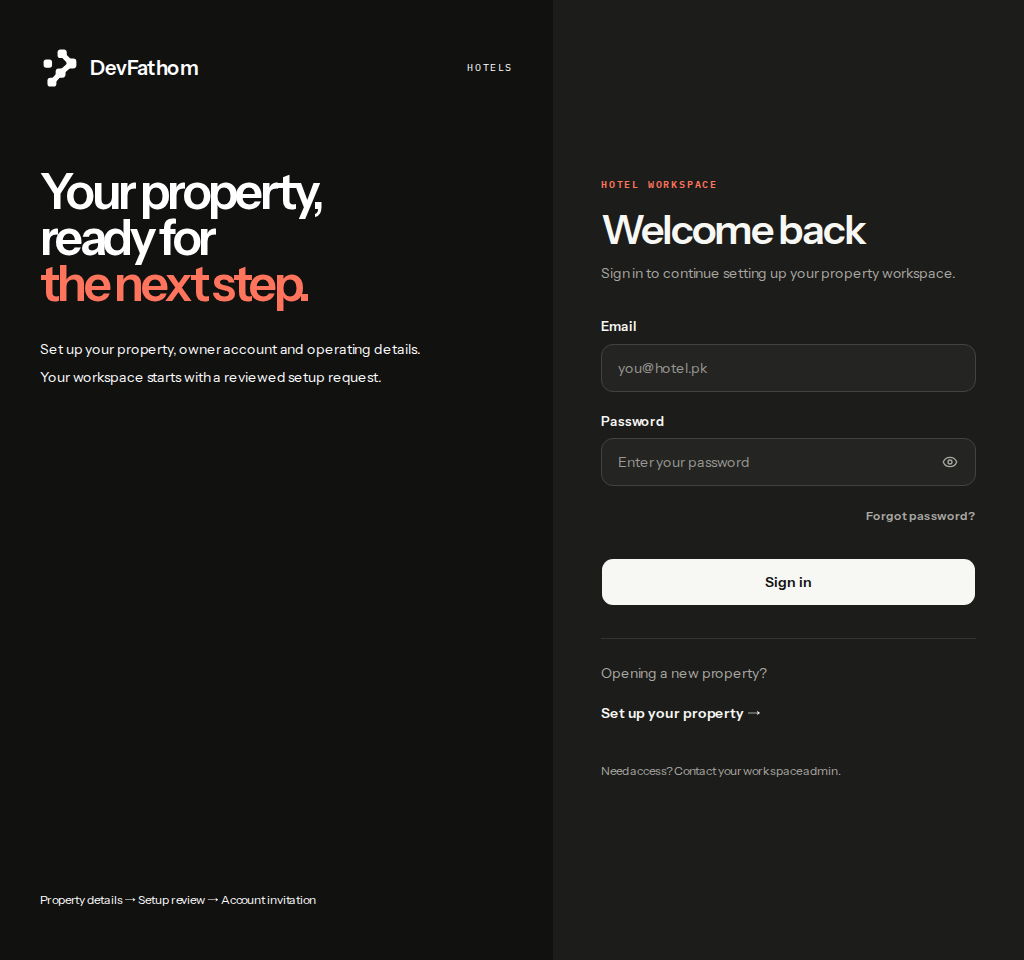 DevFathom
HOTELS
Your property,
ready for
the next step.
Set up your property, owner account and operating details.
Your workspace starts with a reviewed setup request.
Property details → Setup review → Account invitation
HOTEL WORKSPACE
Welcome back
Sign in to continue setting up your property workspace.
Email
you@hotel.pk
Password
Enter your password
Forgot password?
Sign in
Opening a new property?
Set up your property →
Need access? Contact your workspace admin.